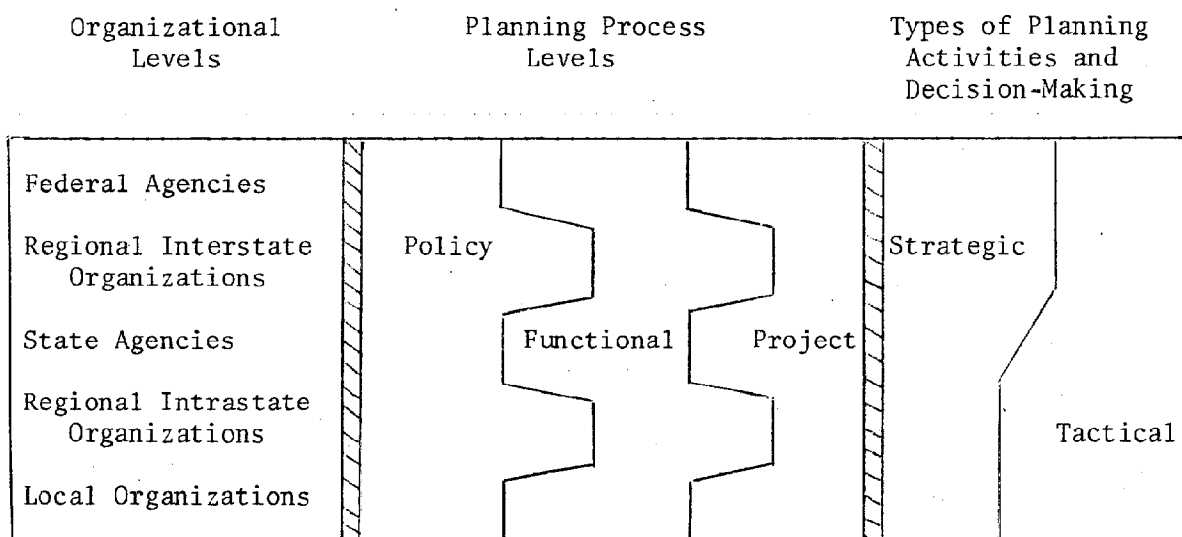 Organizational
Levels
Planning Process
Levels
Types of Planning
Activities and
Decision-Making
Federal Agencies
Regional Interstate
Organizations
State Agencies
Regional Intrastate
Organizations
Local Organizations
Policy
Functional
Project
Strategic
Tactical